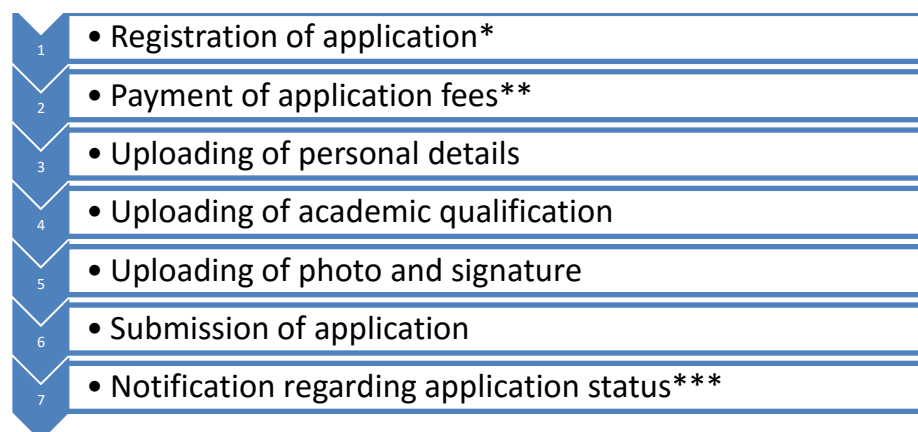 1 • Registration of application*
2 • Payment of application fees**
3 • Uploading of personal details
4 • Uploading of academic qualification
5 • Uploading of photo and signature
6 • Submission of application
7 • Notification regarding application status***